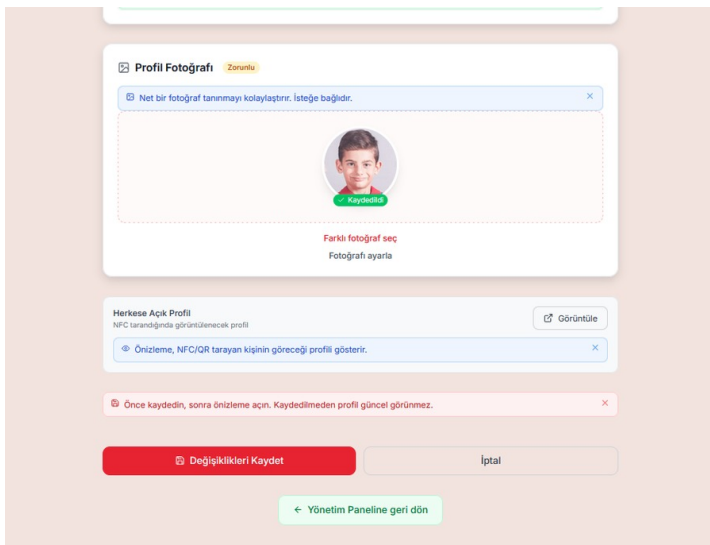 Profil Fotoğrafı Zorunlu
Net bir fotoğraf tanınmayı kolaylaştırır. İsteğe bağlıdır.
Kaydedildi
Farklı fotoğraf seç
Fotoğrafı ayarla
Herkese Açık Profil
NFC tarandığında görüntülenecek profil
Görüntüle
Önizleme, NFC/QR tarayan kişinin göreceği profili gösterir.
Önce kaydedin, sonra önizleme açın. Kaydedilmeden profil güncel görünmez.
Değişiklikleri Kaydet
İptal
← Yönetim Paneline geri dön